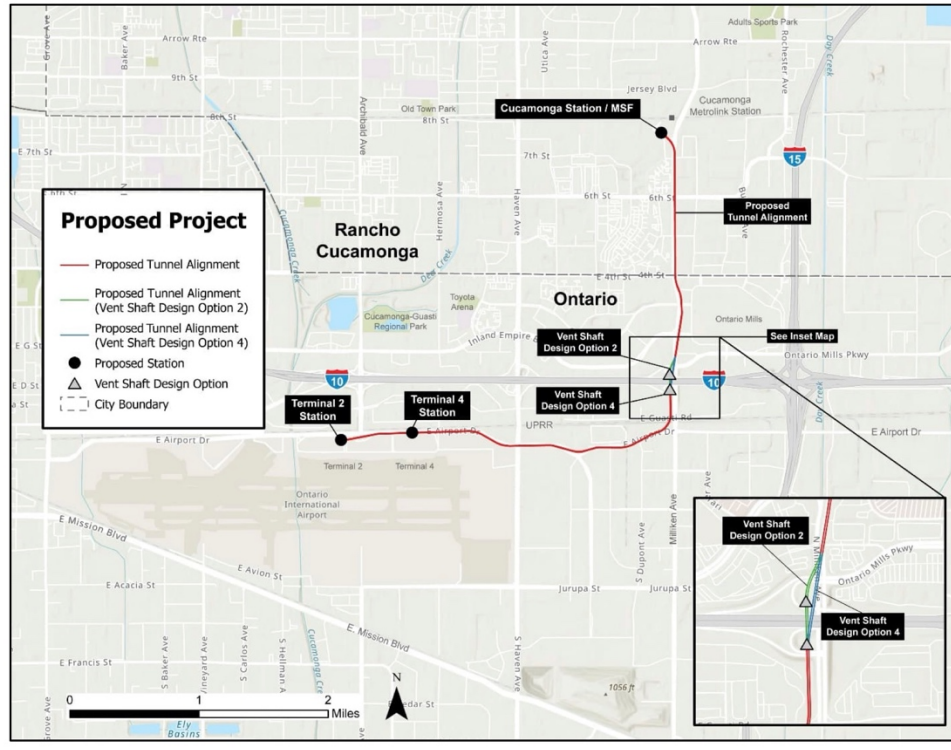 Grove Ave
Baker Ave
Arrow Rte
9th St
8th St
E 7th St
Archibald Ave
Old Town Park
8th St
Hermosa Ave
Haven Ave
Utica Ave
7th St
6th St
6th St
Jersey Blvd
Arrow Rte
Adults Sports Park
Rochester Ave
Day Creek
Cucamonga Station / MSF
Cucamonga
Metrolink Station
15
Proposed
Tunnel Alignment
Proposed Project
Proposed Tunnel Alignment
Proposed Tunnel Alignment
(Vent Shaft Design Option 2)
Proposed Tunnel Alignment
(Vent Shaft Design Option 4)
Proposed Station
Vent Shaft Design Option
City Boundary
Rancho
Cucamonga
Cucamonga Creek
Deer Creek
E 4th St
4th St
Ontario
Toyota
Arena
Cucamonga-Guasti
Regional Park
Inland Empire
Ontario Mills
Vent Shaft
Design Option 2
See Inset Map
Ontario Mills Pkwy
Vent Shaft
Design Option 4
10
10
E G St
E D St
Terminal 2
Station
Terminal 4
Station
E Guasti Rd
UPRR
E Airport Dr
E Airport Dr
E Airport Dr
E Airport Dr
Day Creek
Terminal 2
Terminal 4
Ontario
International
Airport
E Mission Blvd
E Avion St
E Acacia St
E. Mission Blvd
Jurupa St
Jurupa St
S Dupont Ave
Milliken Ave
E Francis St
S Baker Ave
Vineyard Ave
S Carlos Ave
S Hellman A
Cucamonga Cre
S Haven Ave
1056 ft
Grove Ave
Ely
Basins
0
1
2
Miles
N
Vent Shaft
Design Option 2
Ontario Mills Pkwy
Vent Shaft
Design Option 4